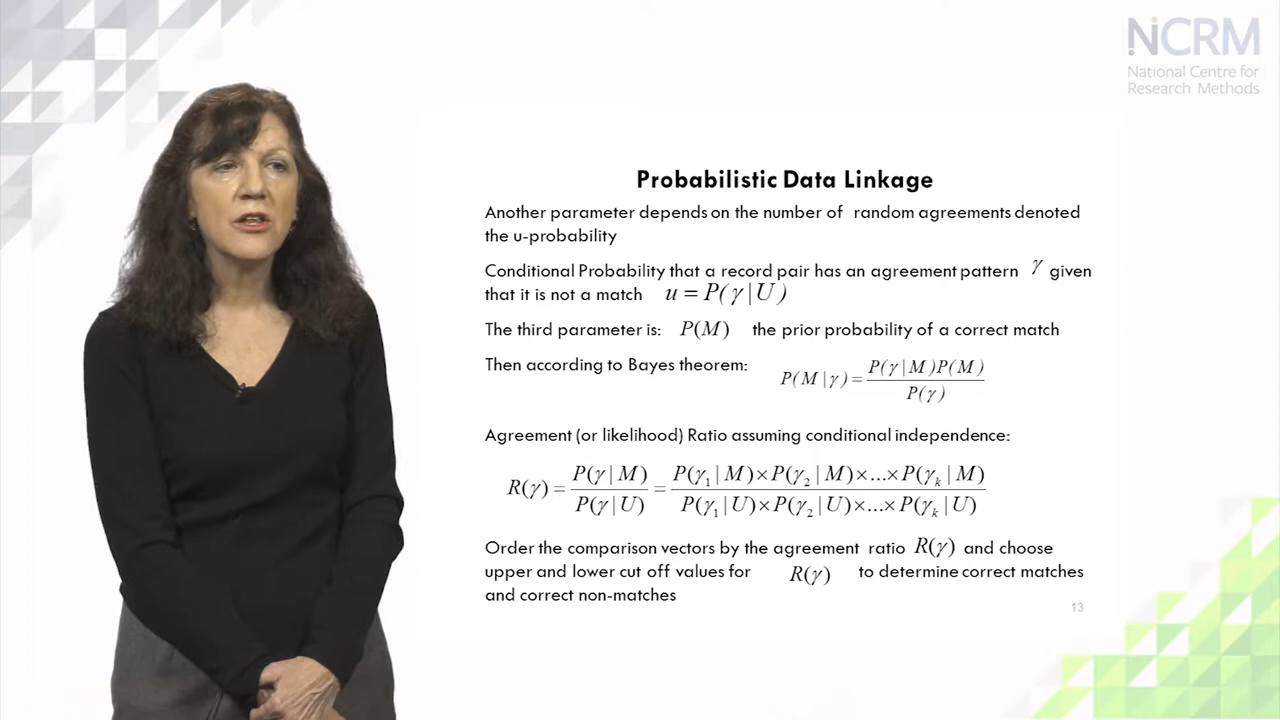 NCRM
National Centre for
Research Methods
Probabilistic Data Linkage
Another parameter depends on the number of random agreements denoted
the u-probability
Conditional Probability that a record pair has an agreement pattern γ given
that it is not a match u = P(γ | U)
The third parameter is: P(M) the prior probability of a correct match
Then according to Bayes theorem: P(M | γ) = P(γ | M)P(M) / P(γ)
Agreement (or likelihood) Ratio assuming conditional independence:
R(γ) = P(γ | M) / P(γ | U) = P(γ₁ | M)×P(γ₂ | M)×...×P(γₖ | M) / P(γ₁ | U)×P(γ₂ | U)×...×P(γₖ | U)
Order the comparison vectors by the agreement ratio R(γ) and choose
upper and lower cut off values for R(γ) to determine correct matches
and correct non-matches
13